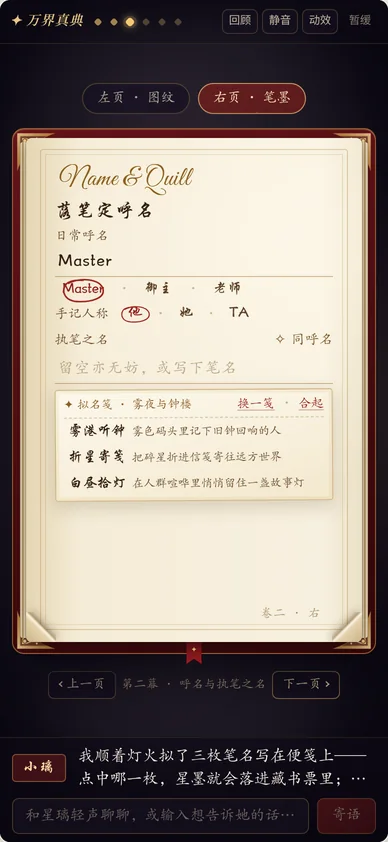 万界真典 回顾 静音 动效 暂缓
左页 · 图纹 右页 · 笔墨
Name & Quill
落笔定呼名
日常呼名
Master
Master · 御主 · 老师
手记人称 他 · 她 · TA
执笔之名 ✧ 同呼名
留空亦无妨，或写下笔名
✦ 拟名笺 · 雾夜与钟楼 换一笺 · 合起
雾港听钟 雾色码头里记下旧钟回响的人
折星寄笺 把碎星折进信笺寄往远方世界
白昼拾灯 在人群喧哗里悄悄留住一盏故事灯
卷二 · 右
‹ 上一页 第二幕 · 呼名与执笔之名 下一页 ›
小璃 我顺着灯火拟了三枚笔名写在便笺上——
点中哪一枚，星墨就会落进藏书票里；…
和星璃轻声聊聊，或输入想告诉她的话… 寄语